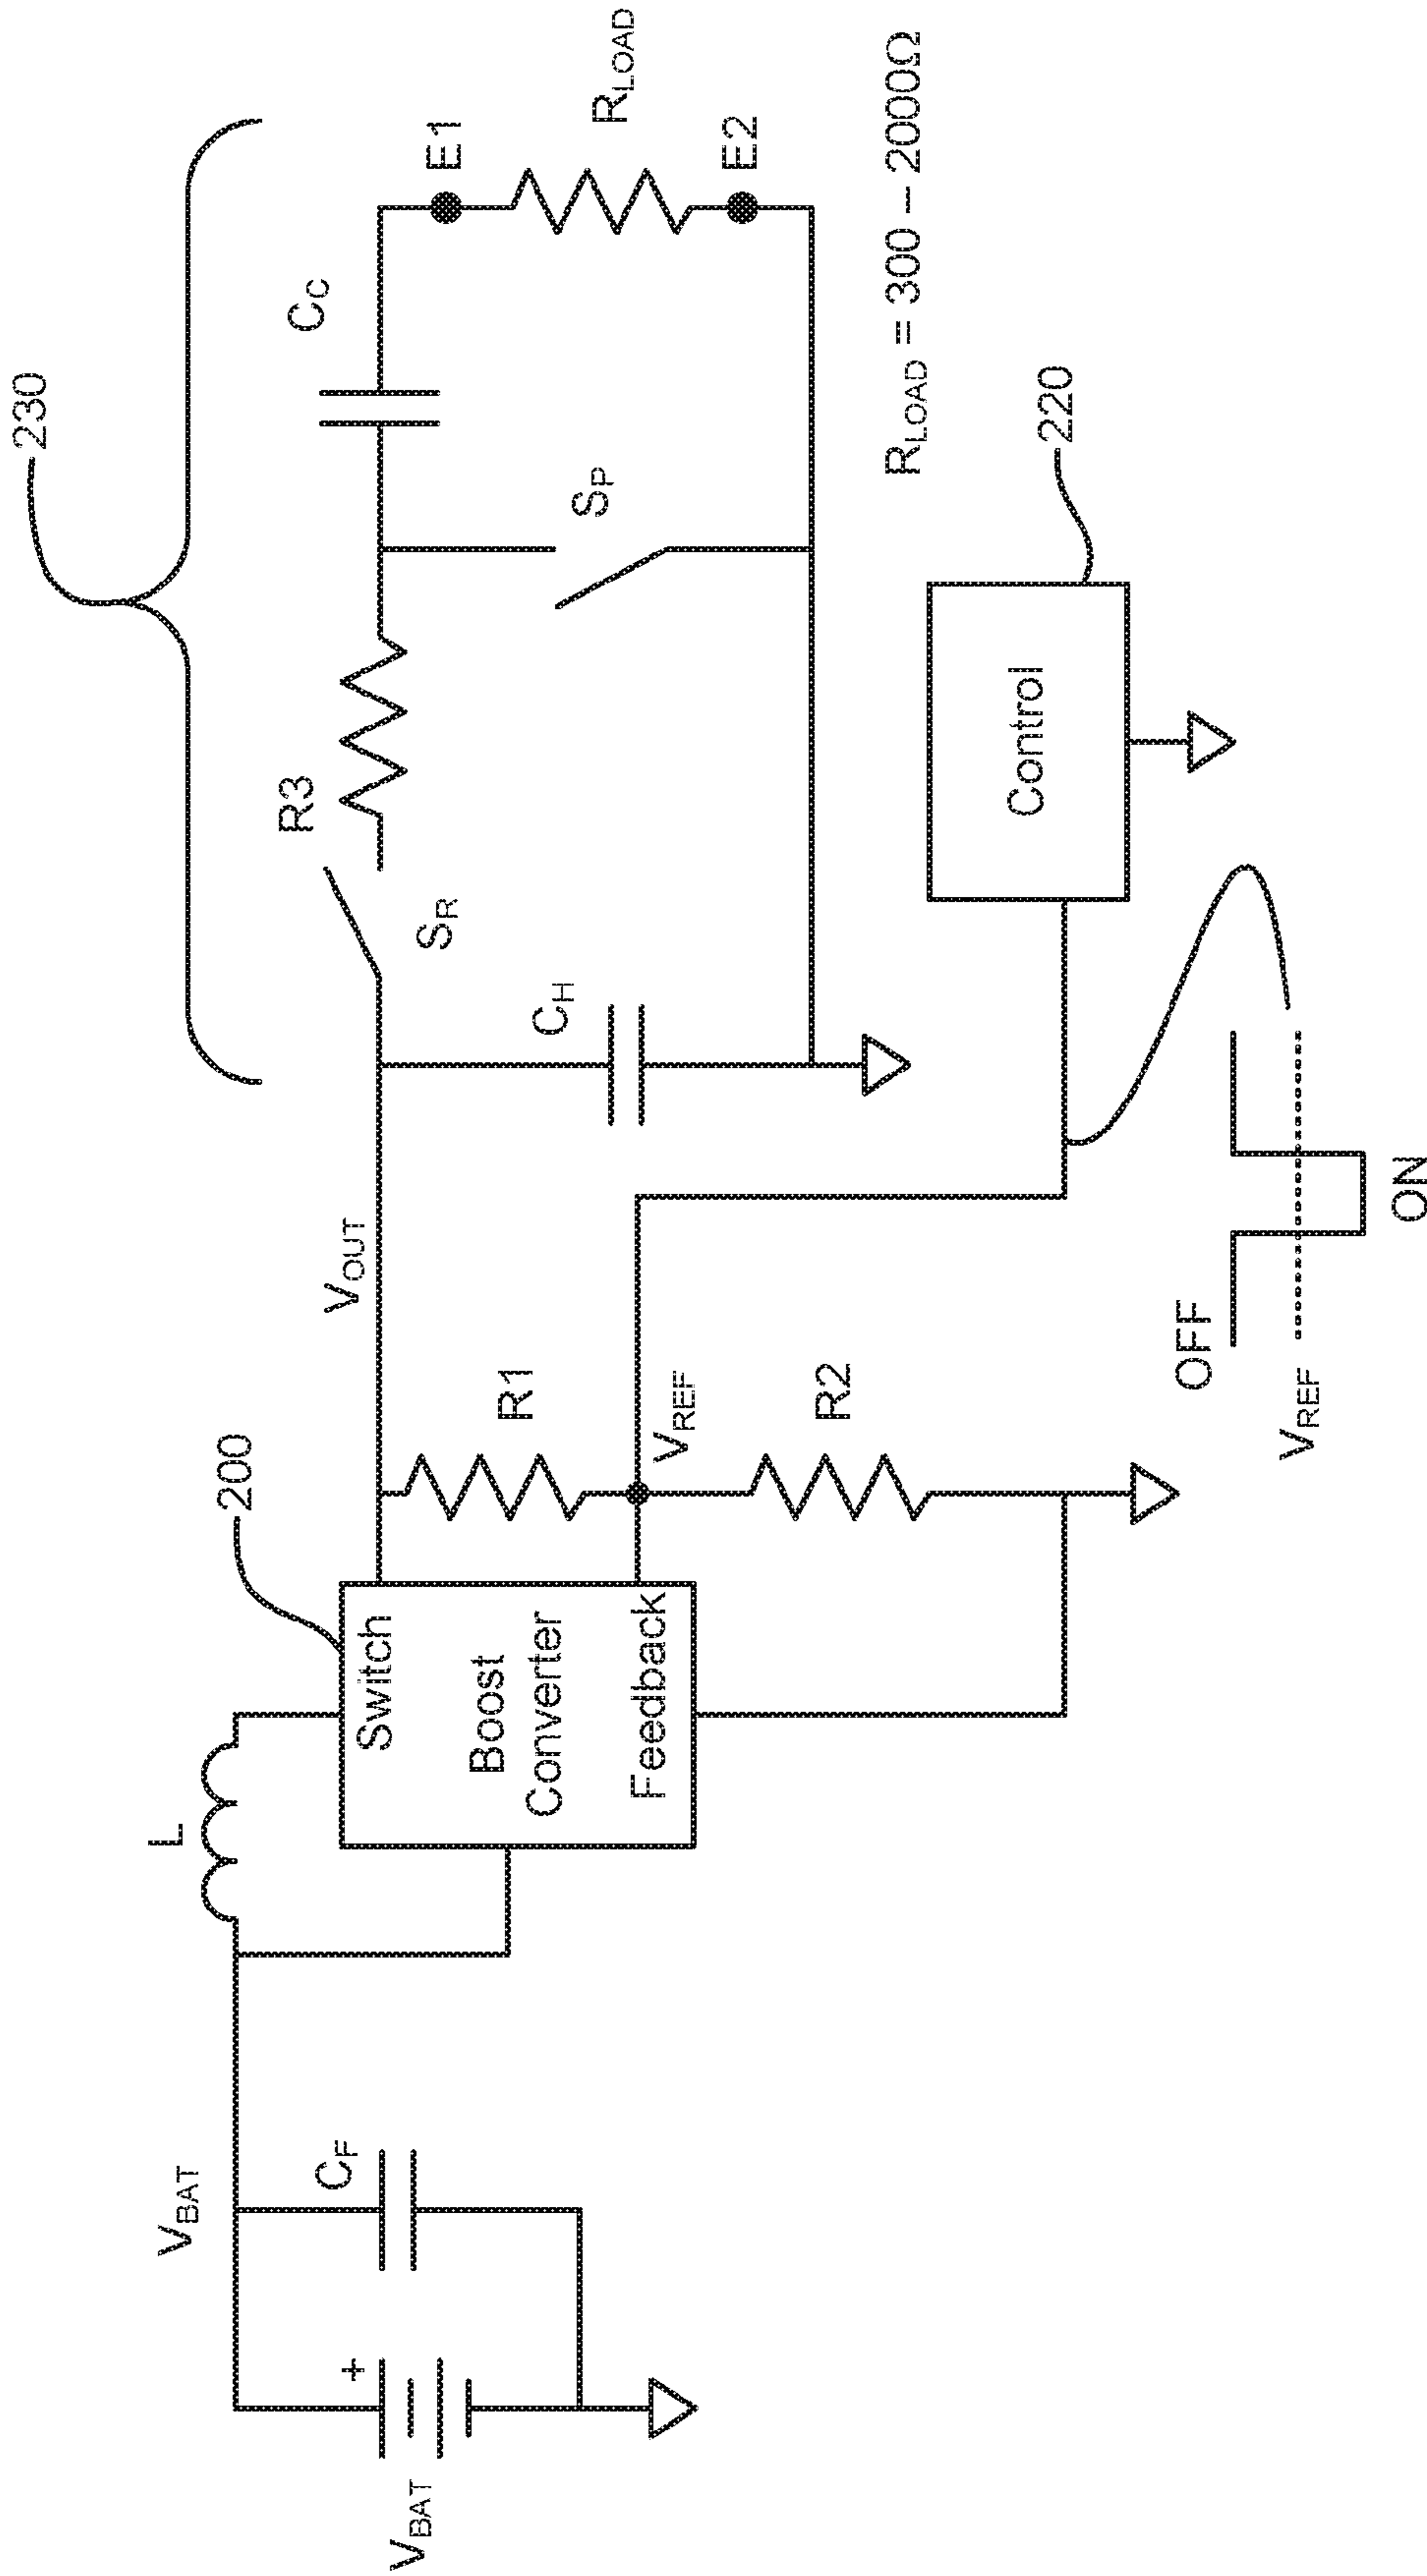 230
200
V_BAT
V_BAT
+
C_F
L
Switch
Boost
Converter
Feedback
V_OUT
R1
V_REF
R2
C_H
S_R
R3
S_P
C_C
E1
R_LOAD
E2
R_LOAD = 300 – 2000Ω
Control
220
OFF
V_REF
ON